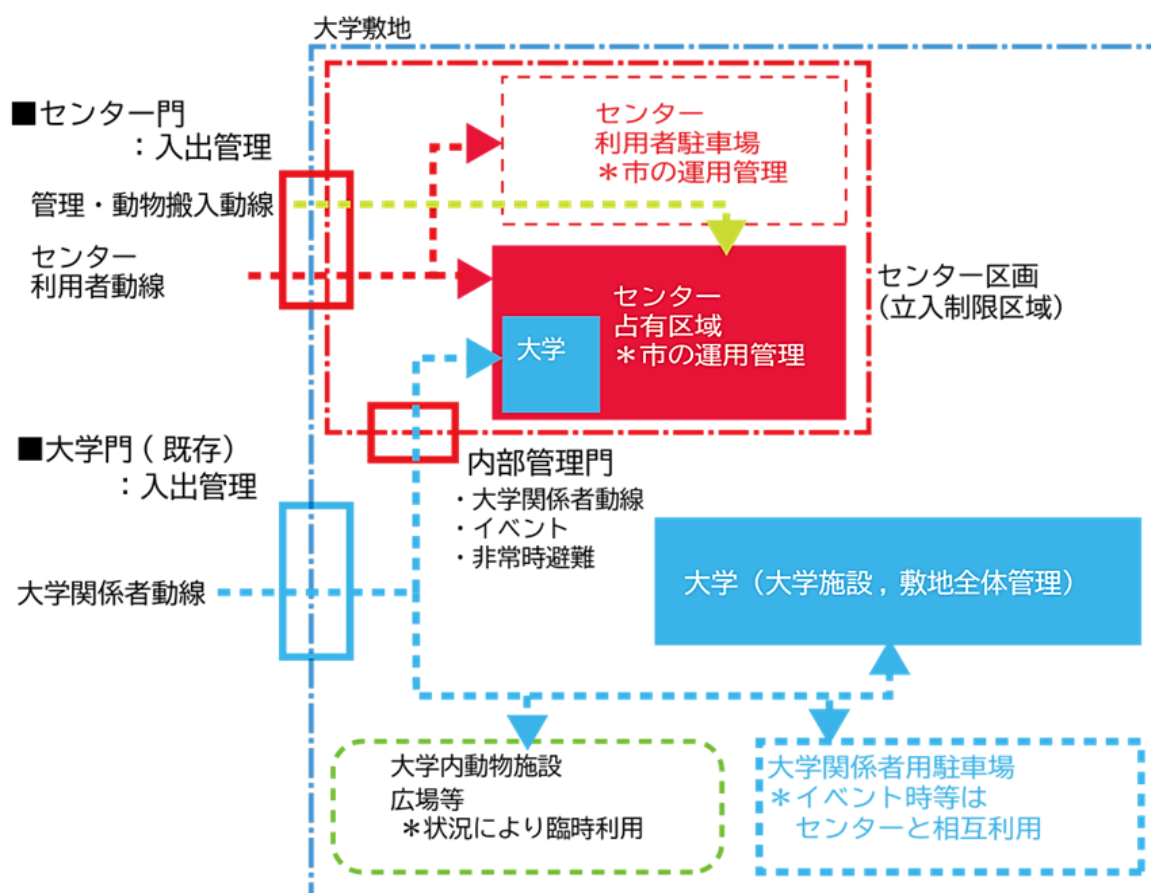 大学敷地
■センター門
：入出管理
管理・動物搬入動線
センター
利用者動線
センター
利用者駐車場
＊市の運用管理
センター
占有区域
＊市の運用管理
大学
センター区画
(立入制限区域)
■大学門(既存)
：入出管理
大学関係者動線
内部管理門
・大学関係者動線
・イベント
・非常時避難
大学（大学施設，敷地全体管理）
大学内動物施設
広場等
＊状況により臨時利用
大学関係者用駐車場
＊イベント時等は
センターと相互利用